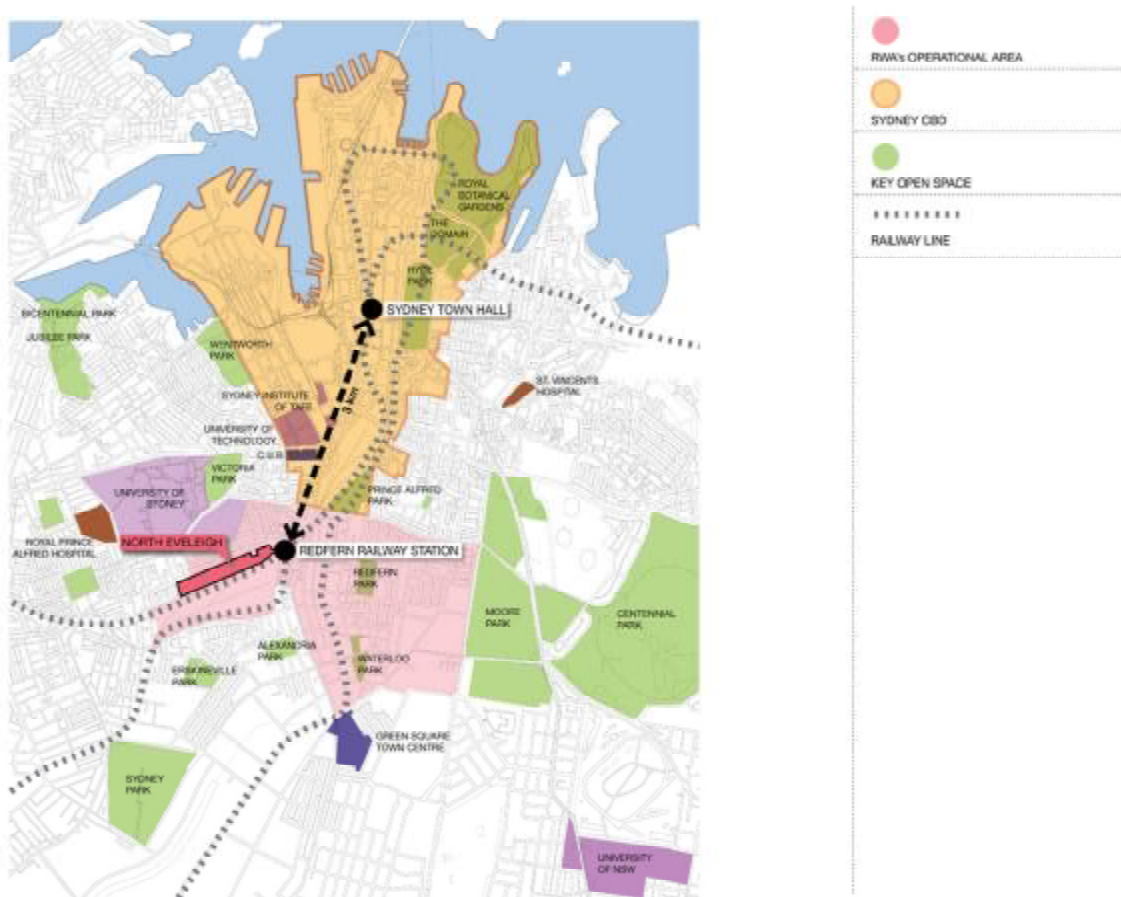 ROYAL
BOTANICAL
GARDENS
THE
DOMAIN
HYDE
PARK
SYDNEY TOWN HALL
BICENTENNIAL PARK
JUBILEE PARK
WENTWORTH
PARK
SYDNEY INSTITUTE
OF TAFE
3 km
ST. VINCENTS
HOSPITAL
UNIVERSITY OF
TECHNOLOGY
C.U.B.
VICTORIA
PARK
UNIVERSITY OF
SYDNEY
PRINCE ALFRED
PARK
ROYAL PRINCE
ALFRED HOSPITAL
NORTH EVELEIGH
REDFERN RAILWAY STATION
REDFERN
PARK
MOORE
PARK
CENTENNIAL
PARK
ALEXANDRIA
PARK
WATERLOO
PARK
ERSKINEVILLE
PARK
GREEN SQUARE
TOWN CENTRE
SYDNEY
PARK
UNIVERSITY
OF NSW
RWA's OPERATIONAL AREA
SYDNEY CBD
KEY OPEN SPACE
RAILWAY LINE